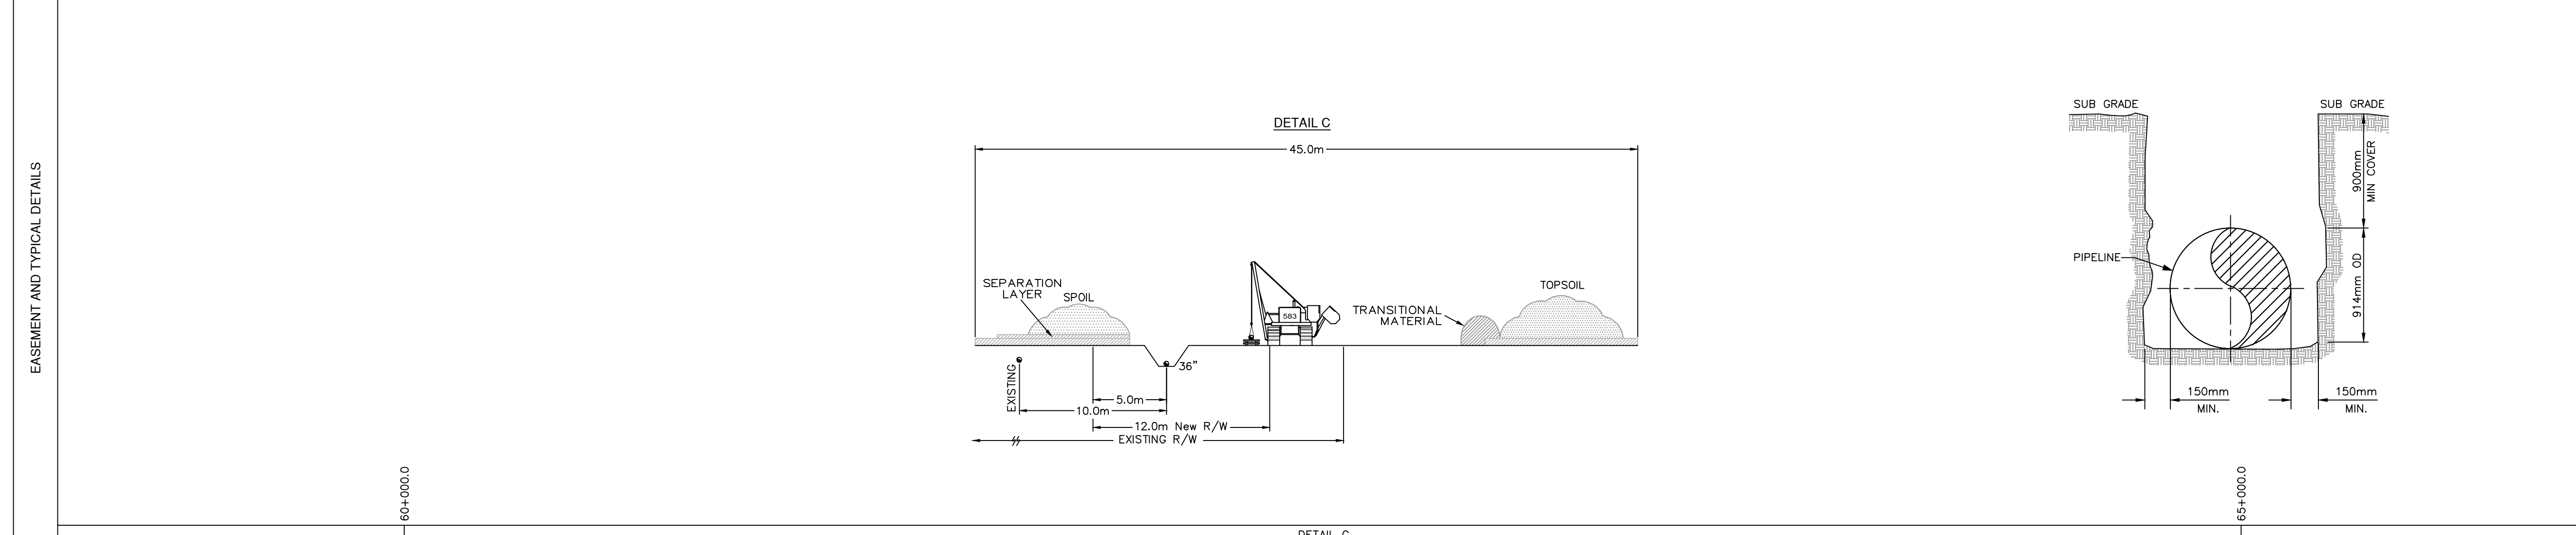 EASEMENT AND TYPICAL DETAILS
DETAIL C
45.0m
SEPARATION
LAYER
SPOIL
583
TRANSITIONAL
MATERIAL
TOPSOIL
36"
EXISTING
5.0m
10.0m
12.0m New R/W
EXISTING R/W
SUB GRADE
SUB GRADE
900mm
MIN COVER
PIPELINE
914mm OD
150mm
MIN.
150mm
MIN.
60+000.0
65+000.0
DETAIL C